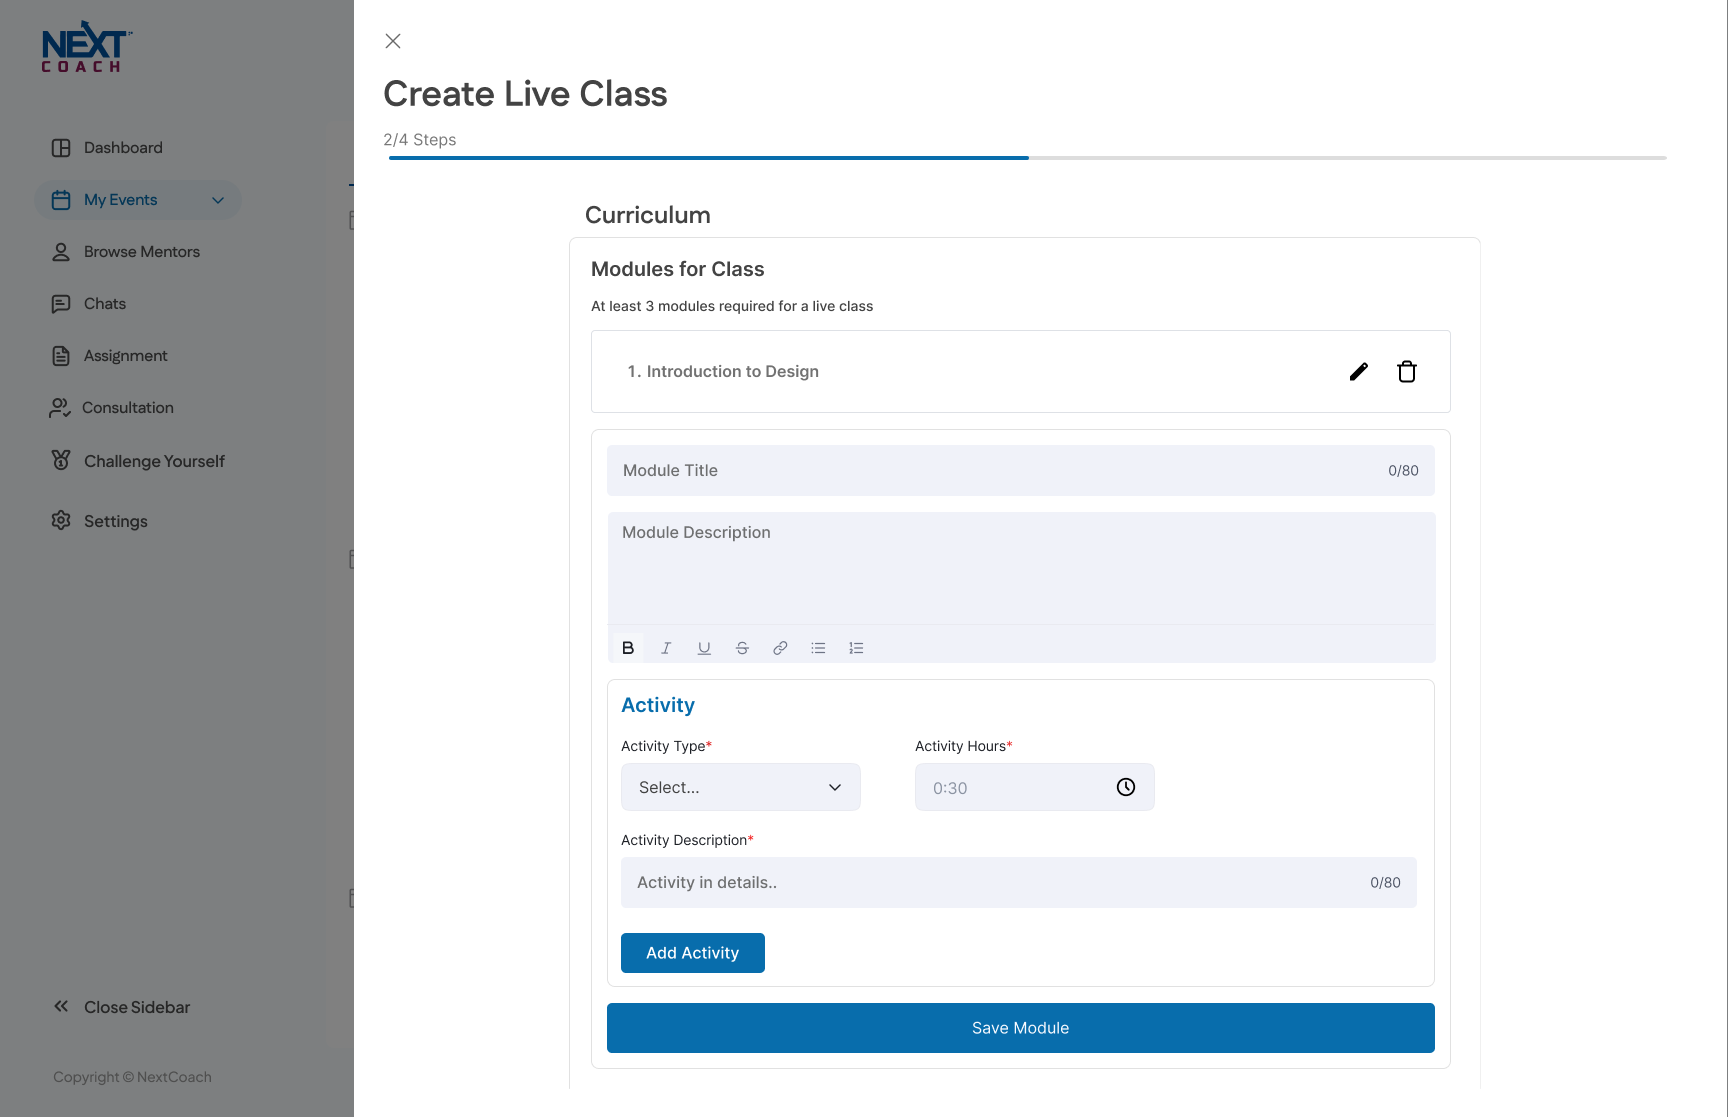 NEXT
COACH
Dashboard
My Events
Browse Mentors
Chats
Assignment
Consultation
Challenge Yourself
Settings
Close Sidebar
Copyright © NextCoach
Create Live Class
2/4 Steps
Curriculum
Modules for Class
At least 3 modules required for a live class
1. Introduction to Design
Module Title 0/80
Module Description
B I U S
Activity
Activity Type* Activity Hours*
Select... 0:30
Activity Description*
Activity in details.. 0/80
Add Activity
Save Module